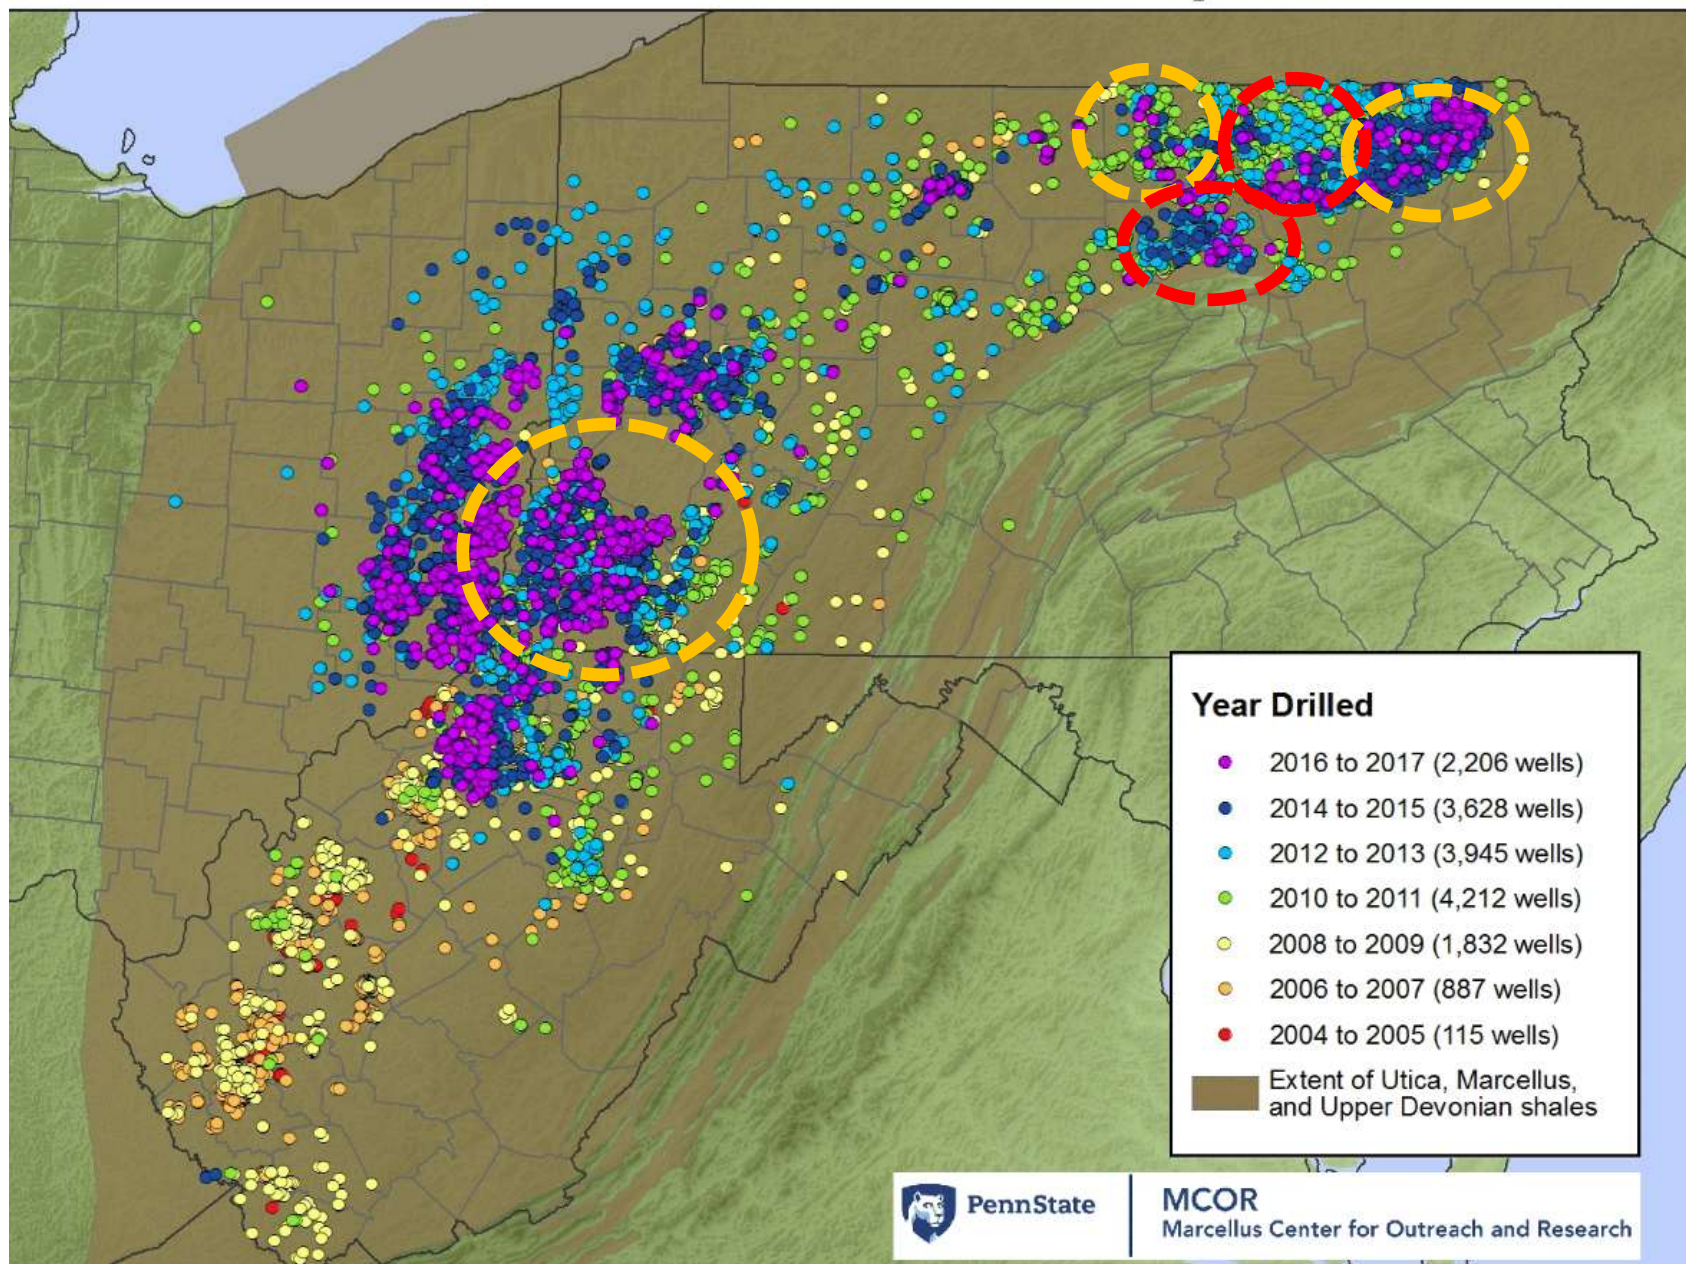 Year Drilled
2016 to 2017 (2,206 wells)
2014 to 2015 (3,628 wells)
2012 to 2013 (3,945 wells)
2010 to 2011 (4,212 wells)
2008 to 2009 (1,832 wells)
2006 to 2007 (887 wells)
2004 to 2005 (115 wells)
Extent of Utica, Marcellus,
and Upper Devonian shales
PennState
MCOR
Marcellus Center for Outreach and Research